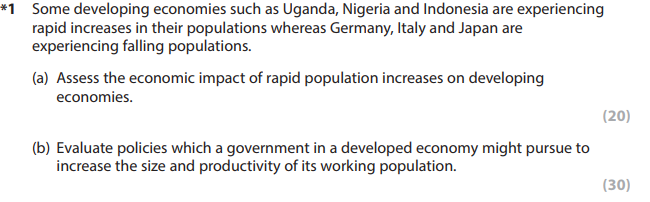 *1 Some developing economies such as Uganda, Nigeria and Indonesia are experiencing
rapid increases in their populations whereas Germany, Italy and Japan are
experiencing falling populations.
(a) Assess the economic impact of rapid population increases on developing
economies.
(20)
(b) Evaluate policies which a government in a developed economy might pursue to
increase the size and productivity of its working population.
(30)